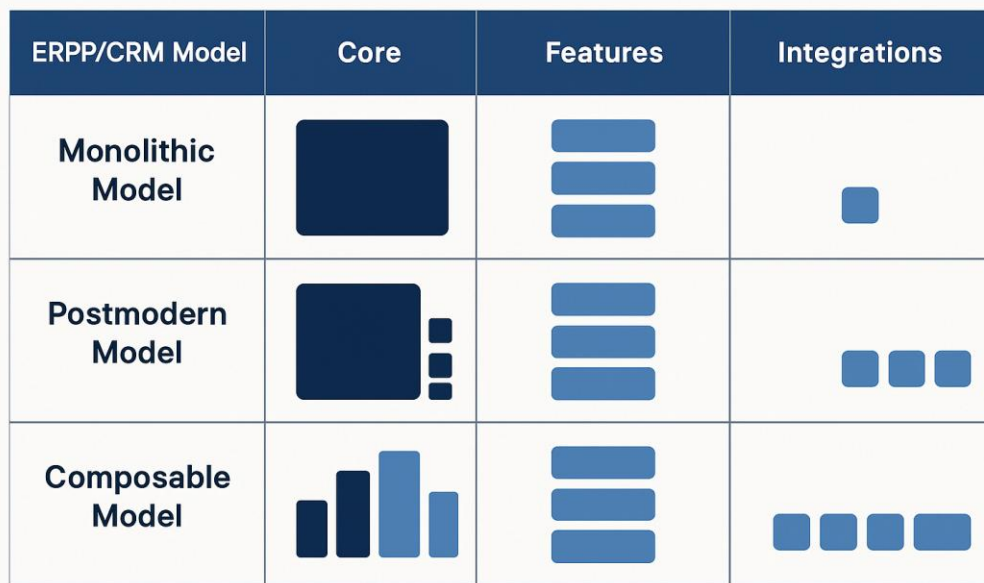 ERPP/CRM Model
Core
Features
Integrations
Monolithic
Model
Postmodern
Model
Composable
Model